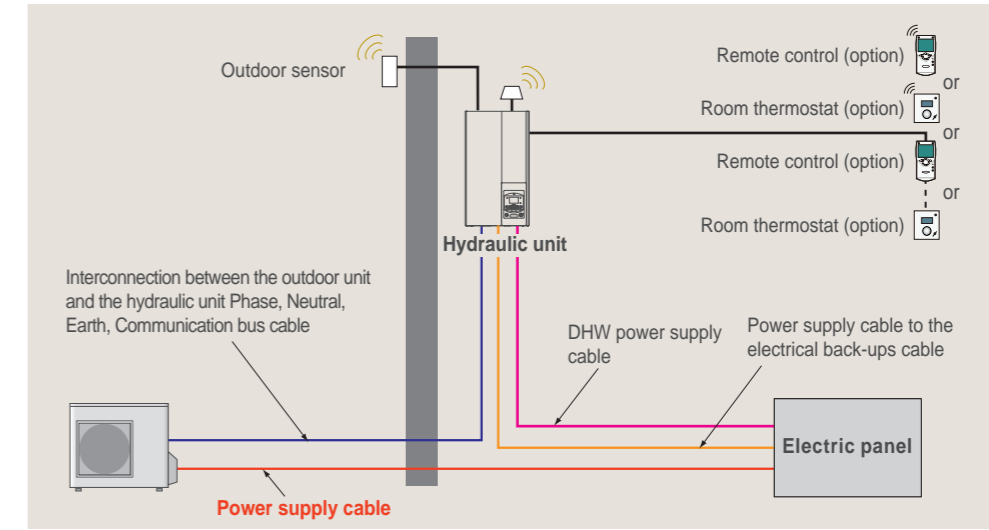 Outdoor sensor
Remote control (option)
or
Room thermostat (option)
or
Remote control (option)
or
Room thermostat (option)
Hydraulic unit
Interconnection between the outdoor unit
and the hydraulic unit Phase, Neutral,
Earth, Communication bus cable
DHW power supply
cable
Power supply cable to the
electrical back-ups cable
Electric panel
Power supply cable